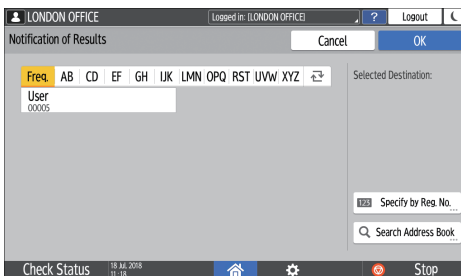 LONDON OFFICE
Logged in: [LONDON OFFICE]
?
Logout
Notification of Results
Cancel
OK
Freq.
AB
CD
EF
GH
IJK
LMN
OPQ
RST
UVW
XYZ
Selected Destination:
User
00005
123 Specify by Reg. No.
...
Search Address Book
...
Check Status
18 Jul. 2018
11:18
Stop